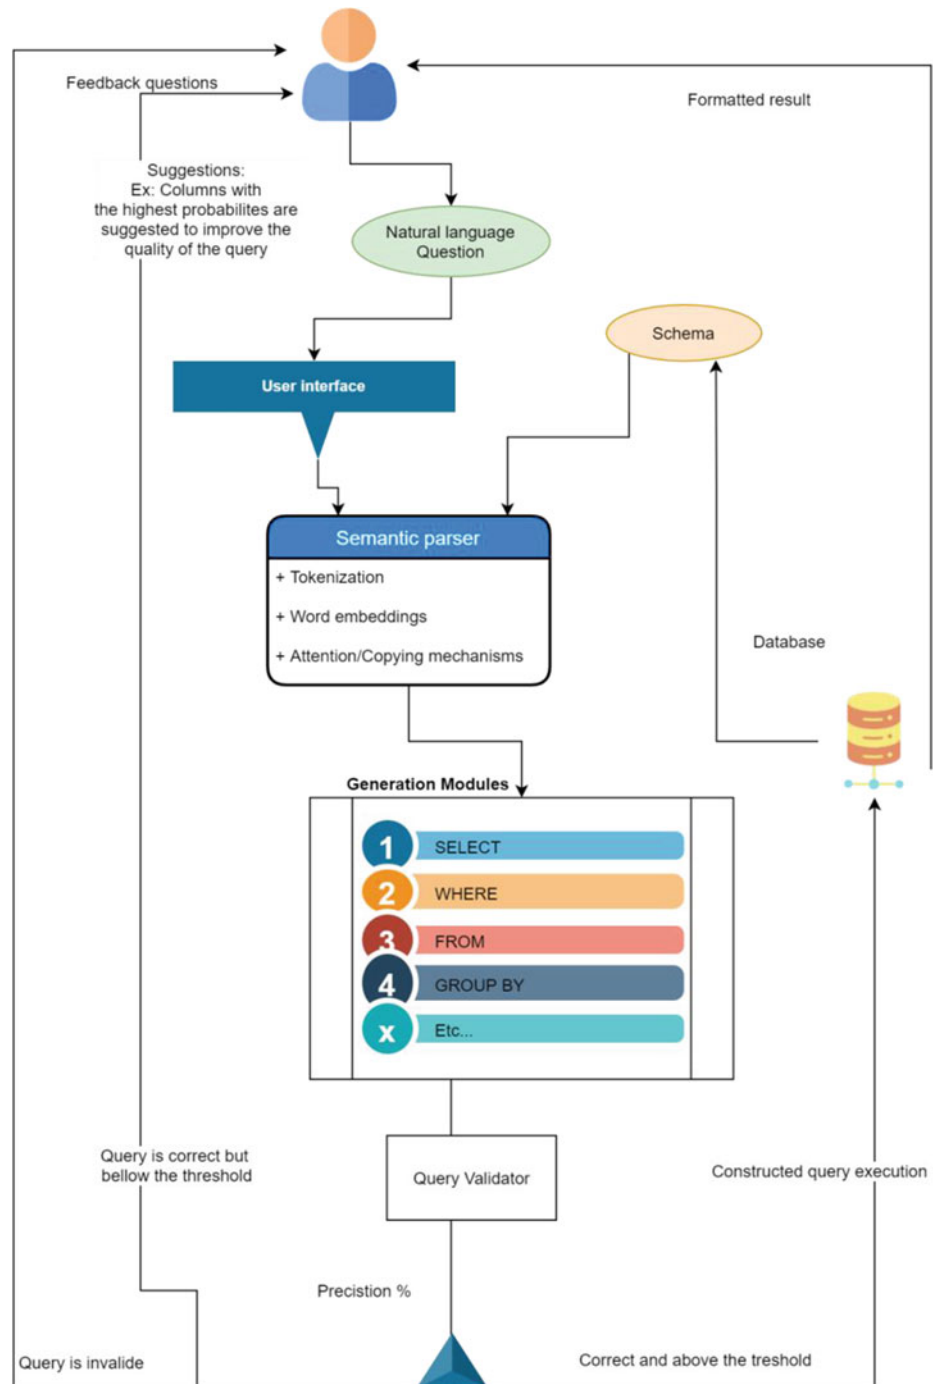 Feedback questions
Formatted result
Suggestions:
Ex: Columns with
the highest probabilites are
suggested to improve the
quality of the query
Natural language
Question
Schema
User interface
Semantic parser
+ Tokenization
+ Word embeddings
+ Attention/Copying mechanisms
Database
Generation Modules
1 SELECT
2 WHERE
3 FROM
4 GROUP BY
x Etc...
Query is correct but
bellow the threshold
Query Validator
Constructed query execution
Precistion %
Query is invalide
Correct and above the treshold